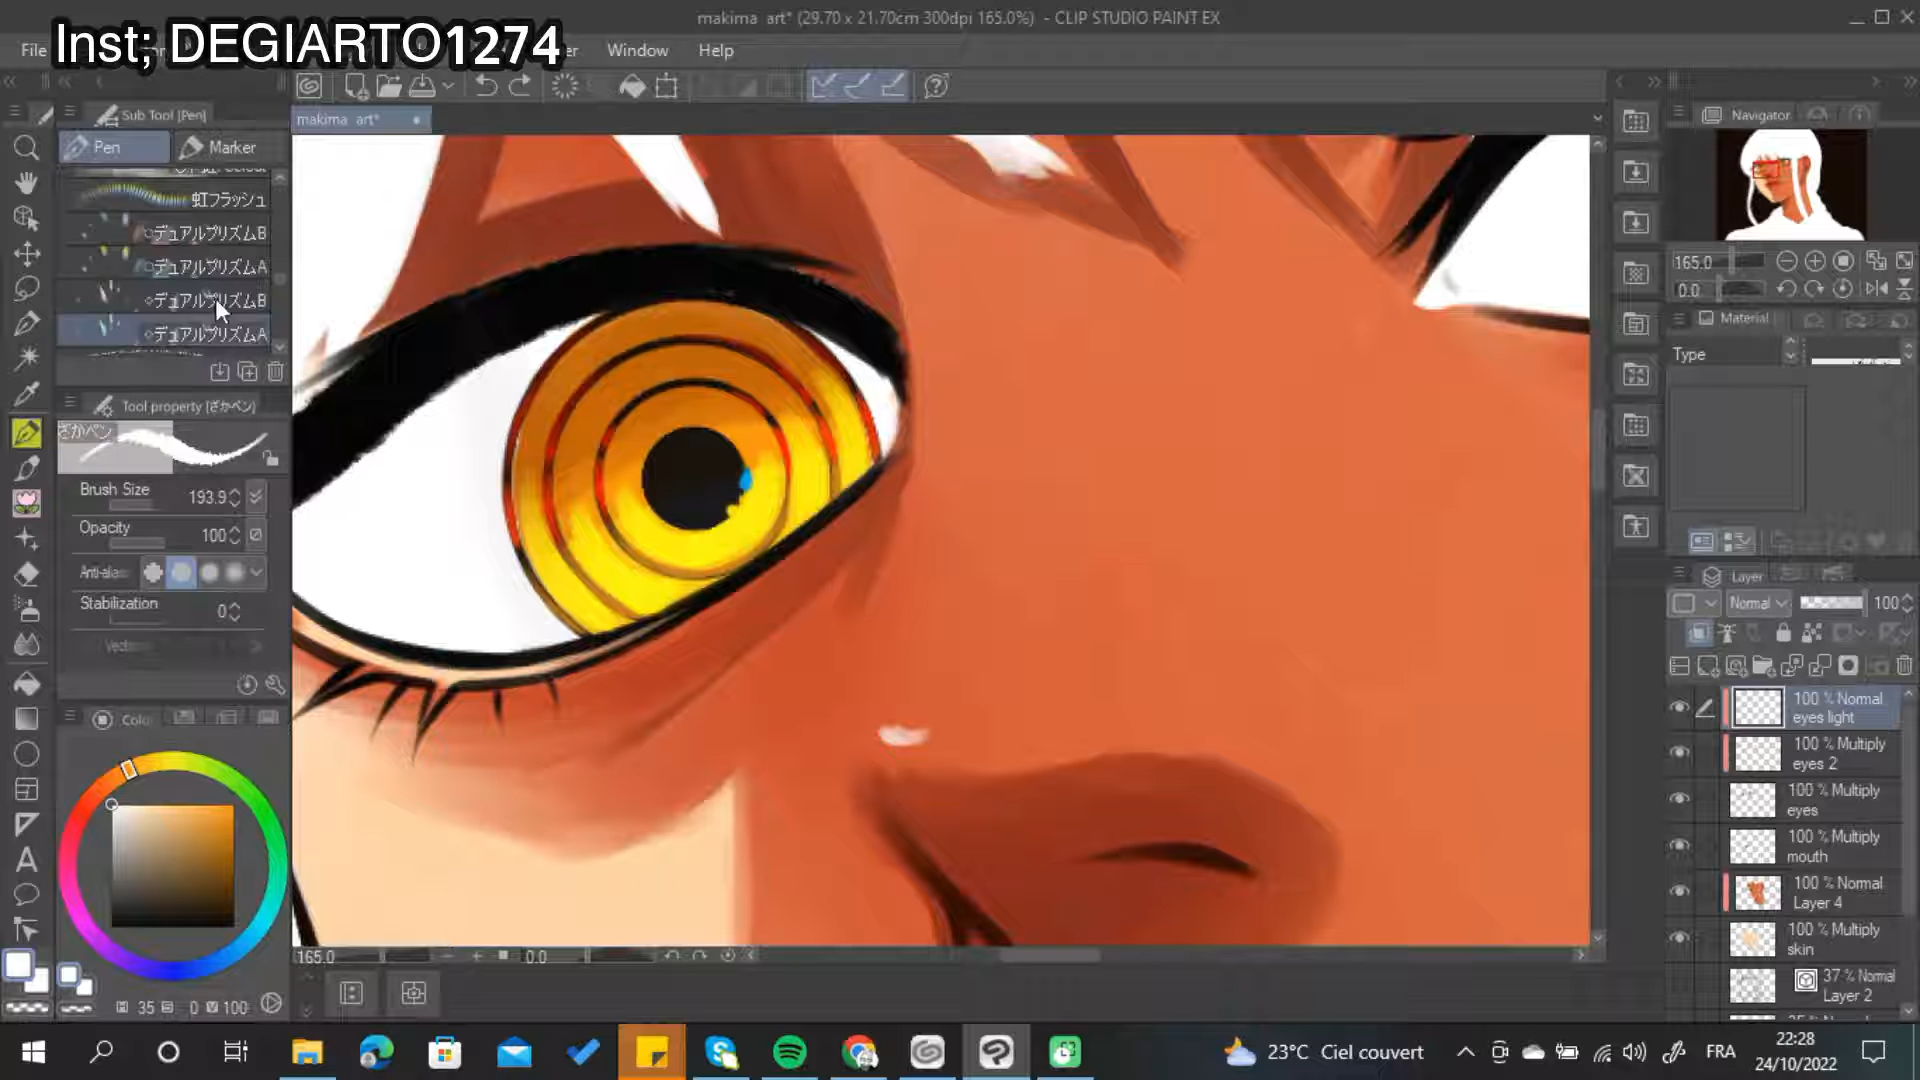 makima art* (29.70 x 21.70cm 300dpi 165.0%) - CLIP STUDIO PAINT EX
Inst; DEGIARTO1274
File
Window
Help
Sub Tool [Pen]
makima art*
Pen
Marker
虹フラッシュ
デュアルプリズムB
デュアルプリズムA
◇デュアルプリズムB
◇デュアルプリズムA
Tool property [ざかペン]
ざかペン
Brush Size
193.9
Opacity
100
Anti-alias
Stabilization
0
Color
H 35 S 0 V 100
165.0
0.0
Navigator
165.0
0.0
Material
Type
Layer
Normal
100
100 % Normal
eyes light
100 % Multiply
eyes 2
100 % Multiply
eyes
100 % Multiply
mouth
100 % Normal
Layer 4
100 % Multiply
skin
37 % Normal
Layer 2
23°C Ciel couvert
FRA
22:28
24/10/2022